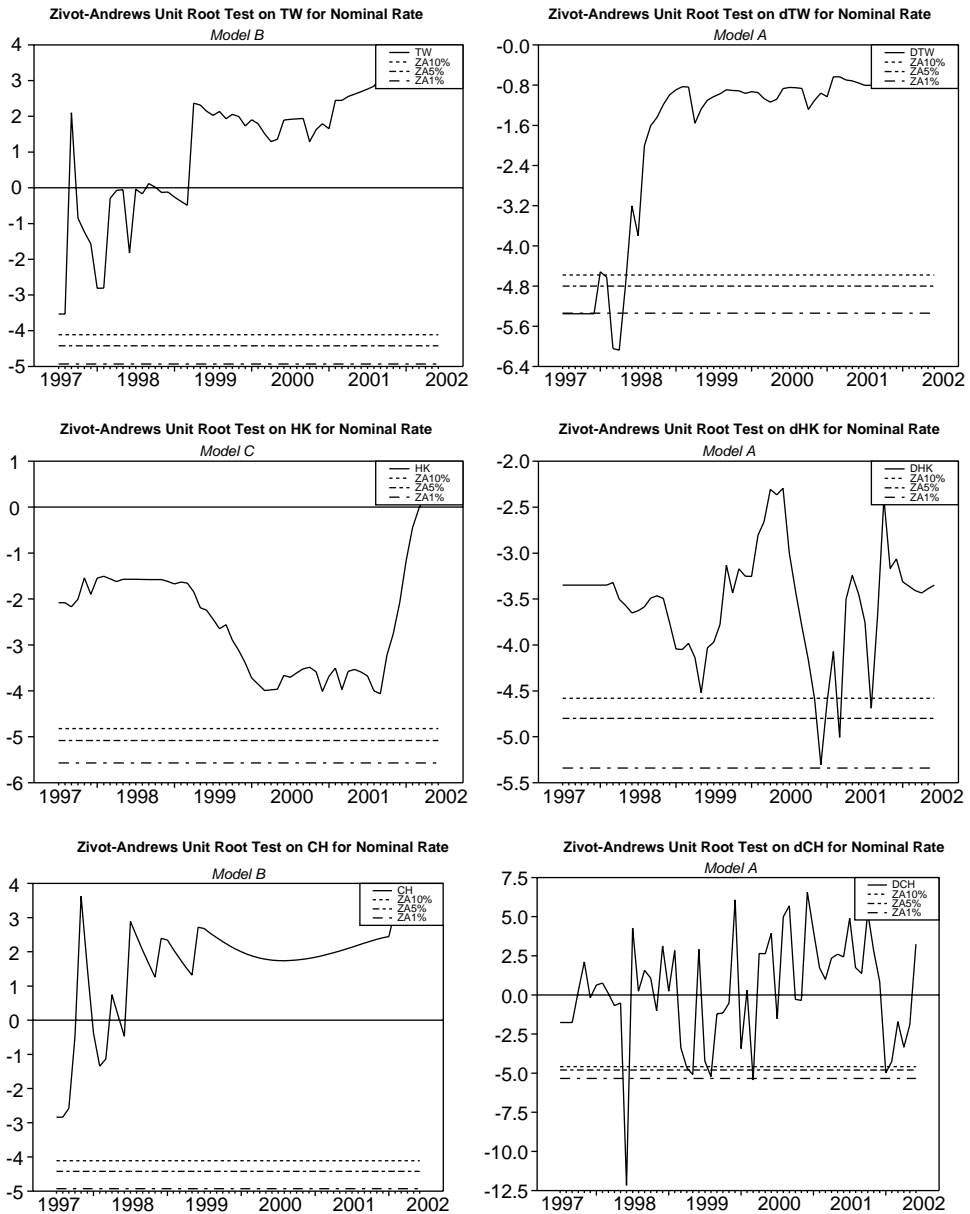 Zivot-Andrews Unit Root Test on TW for Nominal Rate
Model B
TW
ZA10%
ZA5%
ZA1%
4
3
2
1
0
-1
-2
-3
-4
-5
1997 1998 1999 2000 2001 2002
Zivot-Andrews Unit Root Test on dTW for Nominal Rate
Model A
DTW
ZA10%
ZA5%
ZA1%
-0.0
-0.8
-1.6
-2.4
-3.2
-4.0
-4.8
-5.6
-6.4
1997 1998 1999 2000 2001 2002
Zivot-Andrews Unit Root Test on HK for Nominal Rate
Model C
HK
ZA10%
ZA5%
ZA1%
1
0
-1
-2
-3
-4
-5
-6
1997 1998 1999 2000 2001 2002
Zivot-Andrews Unit Root Test on dHK for Nominal Rate
Model A
DHK
ZA10%
ZA5%
ZA1%
-2.0
-2.5
-3.0
-3.5
-4.0
-4.5
-5.0
-5.5
1997 1998 1999 2000 2001 2002
Zivot-Andrews Unit Root Test on CH for Nominal Rate
Model B
CH
ZA10%
ZA5%
ZA1%
4
3
2
1
0
-1
-2
-3
-4
-5
1997 1998 1999 2000 2001 2002
Zivot-Andrews Unit Root Test on dCH for Nominal Rate
Model A
DCH
ZA10%
ZA5%
ZA1%
7.5
5.0
2.5
0.0
-2.5
-5.0
-7.5
-10.0
-12.5
1997 1998 1999 2000 2001 2002